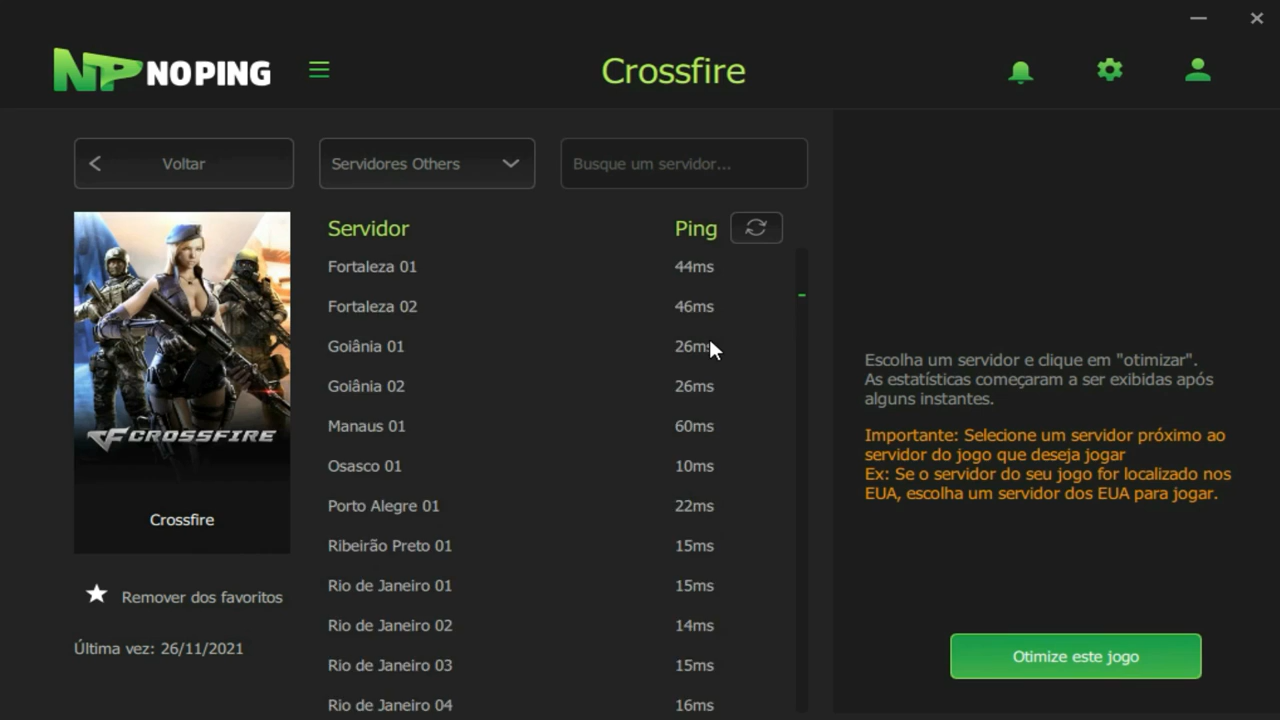 NP NOPING
Crossfire
Voltar
Servidores Others
Busque um servidor...
Servidor Ping
Fortaleza 01 44ms
Fortaleza 02 46ms
Goiânia 01 26ms
Goiânia 02 26ms
Manaus 01 60ms
Osasco 01 10ms
Porto Alegre 01 22ms
Ribeirão Preto 01 15ms
Rio de Janeiro 01 15ms
Rio de Janeiro 02 14ms
Rio de Janeiro 03 15ms
Rio de Janeiro 04 16ms
CF CROSSFIRE
Crossfire
Remover dos favoritos
Última vez: 26/11/2021
Escolha um servidor e clique em "otimizar".
As estatísticas começaram a ser exibidas após
alguns instantes.
Importante: Selecione um servidor próximo ao
servidor do jogo que deseja jogar
Ex: Se o servidor do seu jogo for localizado nos
EUA, escolha um servidor dos EUA para jogar.
Otimize este jogo